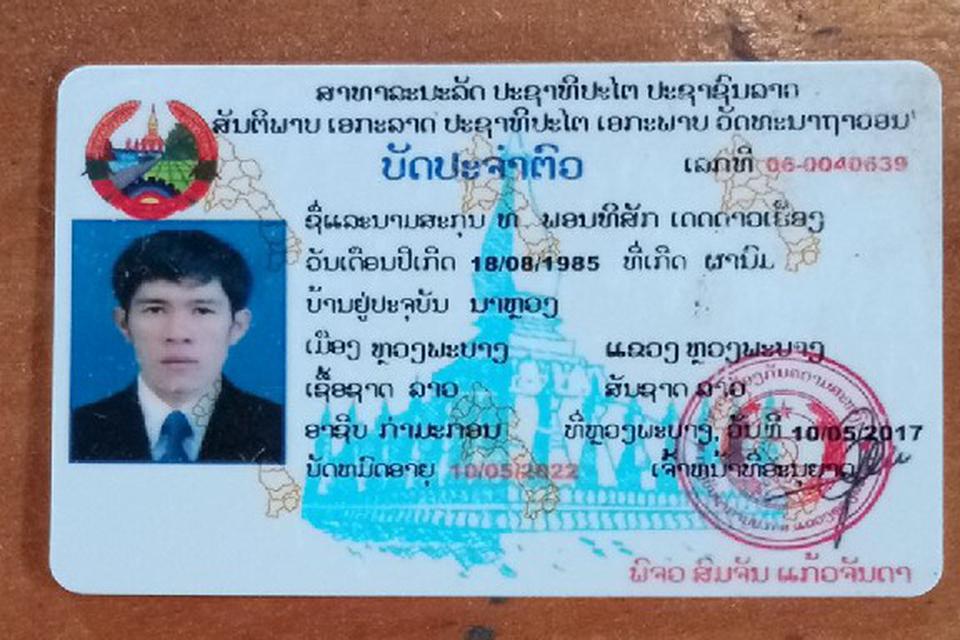 ສາທາລະນະລັດ ປະຊາທິປະໄຕ ປະຊາຊົນລາວ
ສັນຕິພາບ ເອກະລາດ ປະຊາທິປະໄຕ ເອກະພາບ ວັດທະນາຖາວອນ
ບັດປະຈຳຕົວ ເລກທີ 06-0040639
ຊື່ແລະນາມສະກຸນ ທ ພອນທິສັກ ເດດດາວເຮືອງ
ວັນເດືອນປີເກີດ 18/08/1985 ທີ່ເກີດ ຜານົມ
ບ້ານຢູ່ປະຈຸບັນ ນາຫຼວງ
ເມືອງ ຫຼວງພະບາງ ແຂວງ ຫຼວງພະບາງ
ເຊື້ອຊາດ ລາວ ສັນຊາດ ລາວ
ອາຊີບ ກຳມະກອນ ທີ່ຫຼວງພະບາງ, ວັນທີ 10/05/2017
ບັດຫມົດອາຍຸ 10/05/2022 ເຈົ້າຫນ້າທີ່ອະນຸຍາດ
ພິຈອ ສົມຈັນ ແກ້ວຈັນດາ